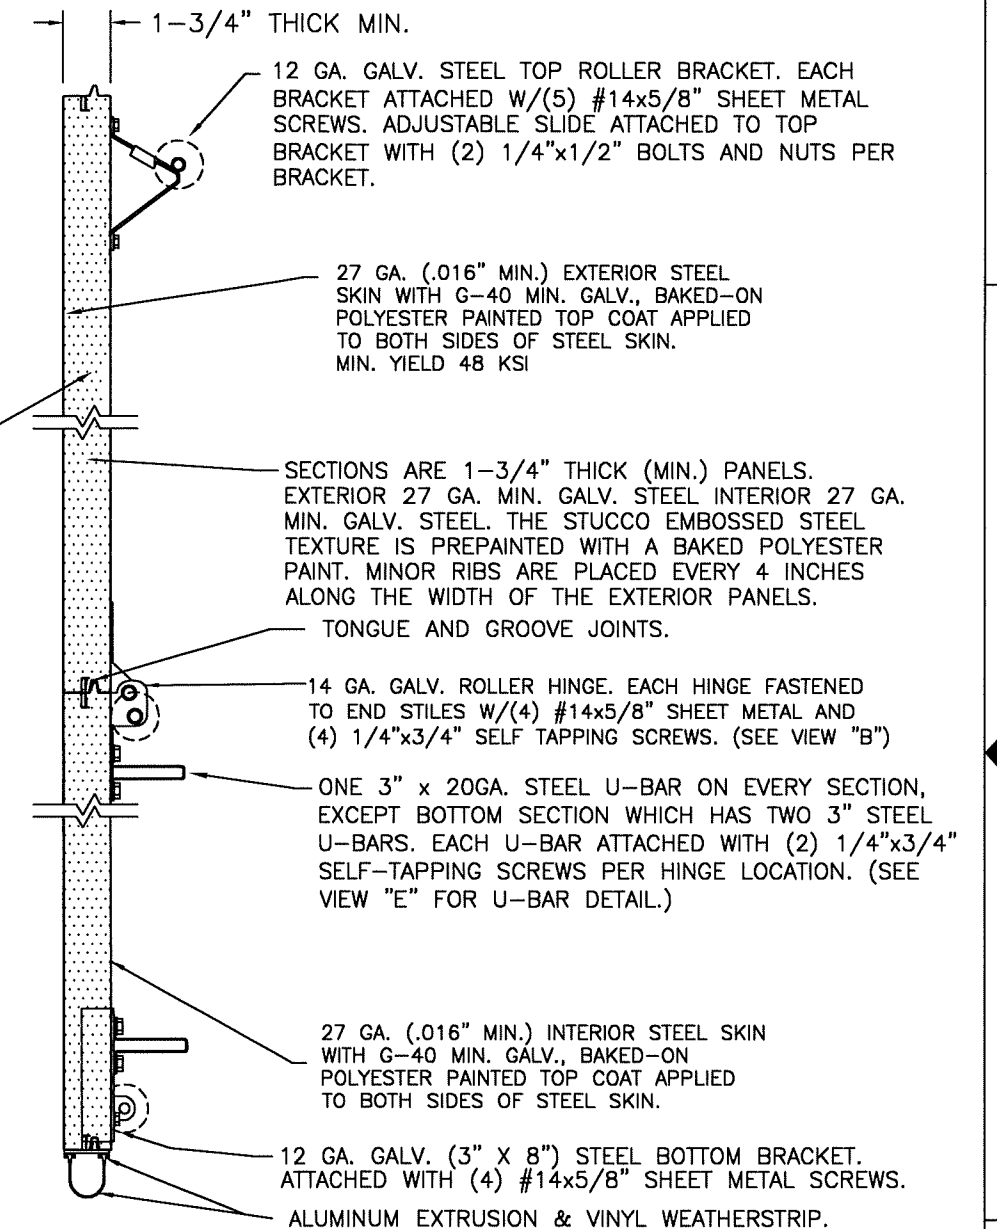 1-3/4" THICK MIN.
12 GA. GALV. STEEL TOP ROLLER BRACKET. EACH
BRACKET ATTACHED W/(5) #14x5/8" SHEET METAL
SCREWS. ADJUSTABLE SLIDE ATTACHED TO TOP
BRACKET WITH (2) 1/4"x1/2" BOLTS AND NUTS PER
BRACKET.
27 GA. (.016" MIN.) EXTERIOR STEEL
SKIN WITH G-40 MIN. GALV., BAKED-ON
POLYESTER PAINTED TOP COAT APPLIED
TO BOTH SIDES OF STEEL SKIN.
MIN. YIELD 48 KSI
SECTIONS ARE 1-3/4" THICK (MIN.) PANELS.
EXTERIOR 27 GA. MIN. GALV. STEEL INTERIOR 27 GA.
MIN. GALV. STEEL. THE STUCCO EMBOSSED STEEL
TEXTURE IS PREPAINTED WITH A BAKED POLYESTER
PAINT. MINOR RIBS ARE PLACED EVERY 4 INCHES
ALONG THE WIDTH OF THE EXTERIOR PANELS.
TONGUE AND GROOVE JOINTS.
14 GA. GALV. ROLLER HINGE. EACH HINGE FASTENED
TO END STILES W/(4) #14x5/8" SHEET METAL AND
(4) 1/4"x3/4" SELF TAPPING SCREWS. (SEE VIEW "B")
ONE 3" x 20GA. STEEL U-BAR ON EVERY SECTION,
EXCEPT BOTTOM SECTION WHICH HAS TWO 3" STEEL
U-BARS. EACH U-BAR ATTACHED WITH (2) 1/4"x3/4"
SELF-TAPPING SCREWS PER HINGE LOCATION. (SEE
VIEW "E" FOR U-BAR DETAIL.)
27 GA. (.016" MIN.) INTERIOR STEEL SKIN
WITH G-40 MIN. GALV., BAKED-ON
POLYESTER PAINTED TOP COAT APPLIED
TO BOTH SIDES OF STEEL SKIN.
12 GA. GALV. (3" X 8") STEEL BOTTOM BRACKET.
ATTACHED WITH (4) #14x5/8" SHEET METAL SCREWS.
ALUMINUM EXTRUSION & VINYL WEATHERSTRIP.